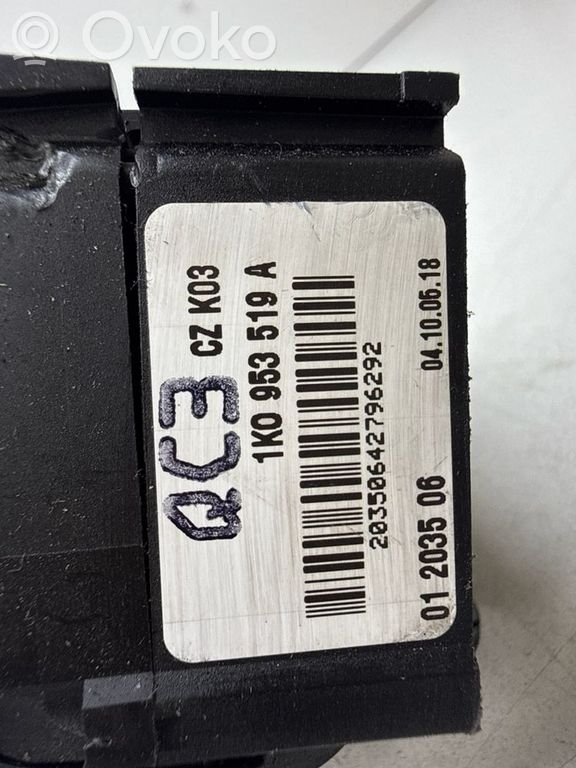 Ovoko
QC3
CZ K03
1K0 953 519 A
20350642796292
04.10.06.18
01 2035 06